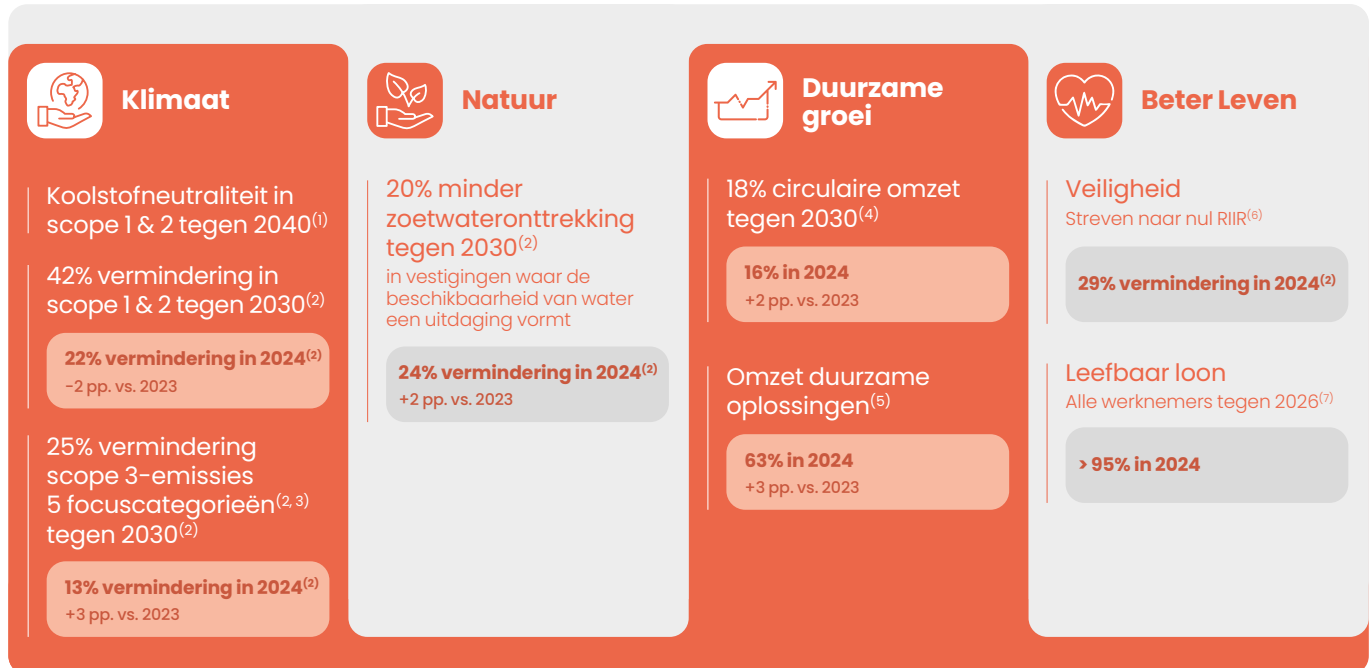 Klimaat
Koolstofneutraliteit in
scope 1 & 2 tegen 2040(1)
42% vermindering in
scope 1 & 2 tegen 2030(2)
22% vermindering in 2024(2)
-2 pp. vs. 2023
25% vermindering
scope 3-emissies
5 focuscategorieën(2, 3)
tegen 2030(2)
13% vermindering in 2024(2)
+3 pp. vs. 2023
Natuur
20% minder
zoetwateronttrekking
tegen 2030(2)
in vestigingen waar de
beschikbaarheid van water
een uitdaging vormt
24% vermindering in 2024(2)
+2 pp. vs. 2023
Duurzame
groei
18% circulaire omzet
tegen 2030(4)
16% in 2024
+2 pp. vs. 2023
Omzet duurzame
oplossingen(5)
63% in 2024
+3 pp. vs. 2023
Beter Leven
Veiligheid
Streven naar nul RIIR(6)
29% vermindering in 2024(2)
Leefbaar loon
Alle werknemers tegen 2026(7)
> 95% in 2024